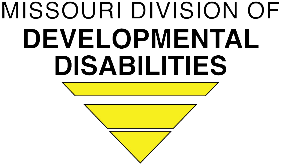 MISSOURI DIVISION OF
DEVELOPMENTAL
DISABILITIES